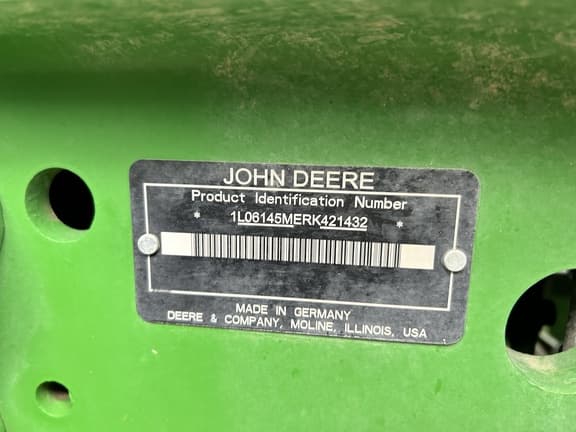 JOHN DEERE
Product Identification Number
* 1L06145MERK421432 *
MADE IN GERMANY
DEERE & COMPANY, MOLINE, ILLINOIS, USA